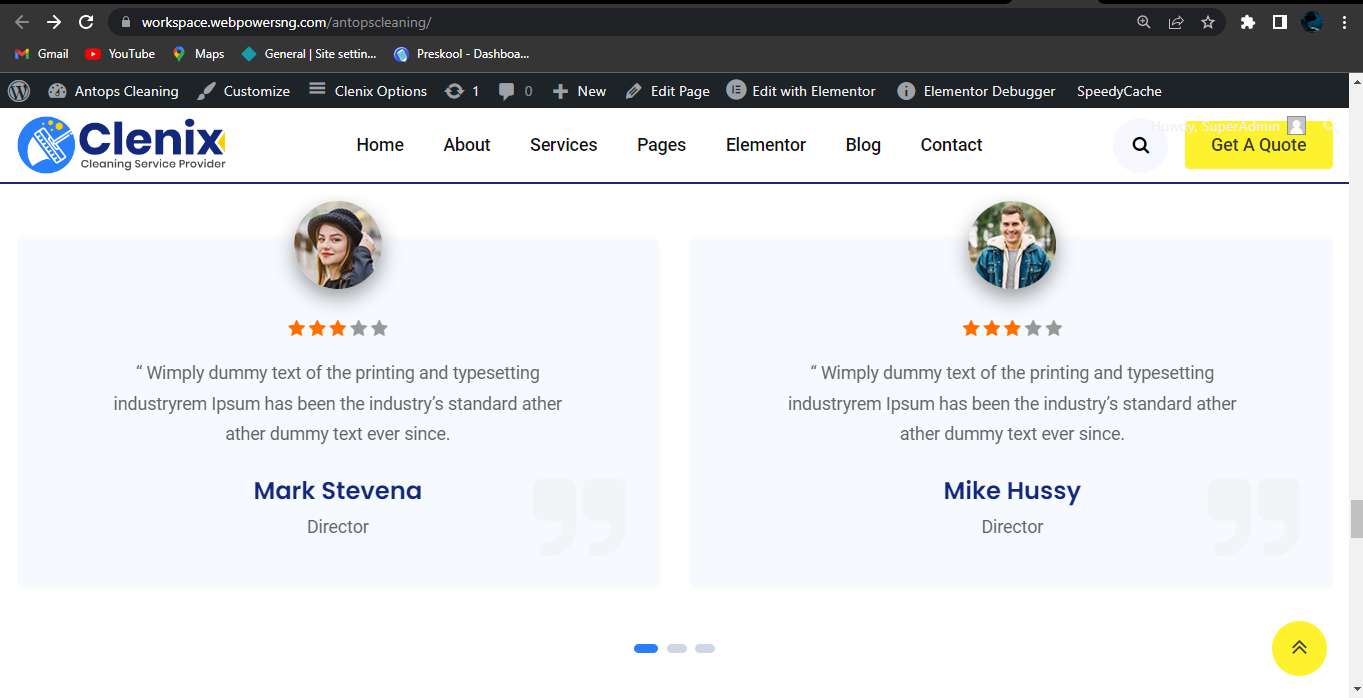 workspace.webpowersng.com/antopscleaning/
Gmail YouTube Maps General | Site settin... Preskool - Dashboa...
Antops Cleaning Customize Clenix Options 1 0 New Edit Page Edit with Elementor Elementor Debugger SpeedyCache
Howdy, SuperAdmin
Clenix
Cleaning Service Provider
Home About Services Pages Elementor Blog Contact
Get A Quote
“ Wimply dummy text of the printing and typesetting
industryrem Ipsum has been the industry’s standard ather
ather dummy text ever since.
Mark Stevena
Director
“ Wimply dummy text of the printing and typesetting
industryrem Ipsum has been the industry’s standard ather
ather dummy text ever since.
Mike Hussy
Director